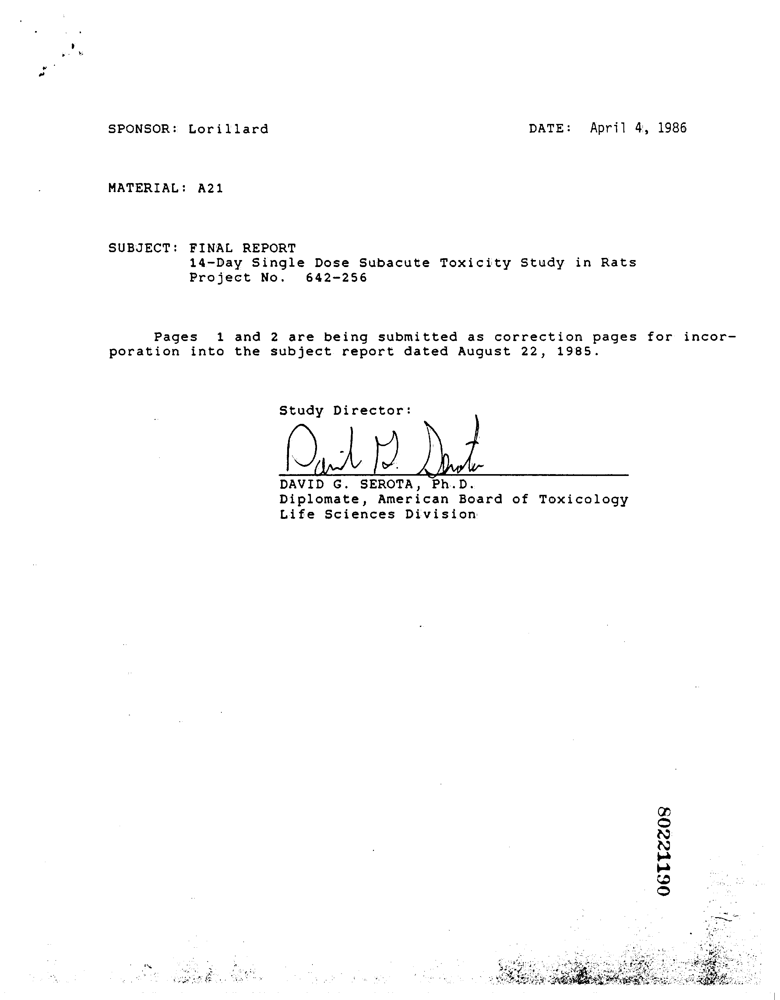 SPONSOR: Lorillard DATE: April 4, 1986
MATERIAL: A21
SUBJECT: FINAL REPORT
14-Day Single Dose Subacute Toxicity Study in Rats
Project No. 642-256
Pages 1 and 2 are being submitted as correction pages for incor-
poration into the subject report dated August 22, 1985.
Study Director:
David G. Serota
DAVID G. SEROTA, Ph.D.
Diplomate, American Board of Toxicology
Life Sciences Division
80221190